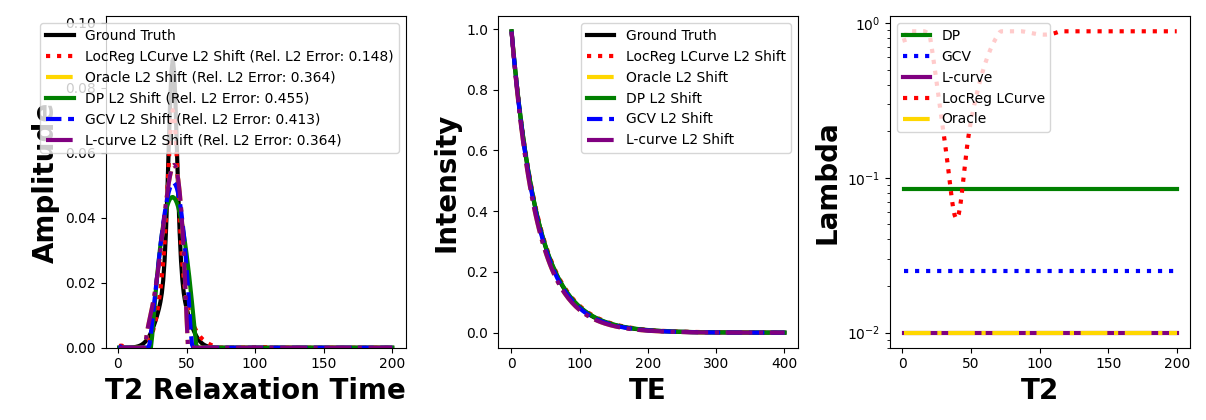 Amplitude
0.10
0.08
0.06
0.04
0.02
0.00
Ground Truth
LocReg LCurve L2 Shift (Rel. L2 Error: 0.148)
Oracle L2 Shift (Rel. L2 Error: 0.364)
DP L2 Shift (Rel. L2 Error: 0.455)
GCV L2 Shift (Rel. L2 Error: 0.413)
L-curve L2 Shift (Rel. L2 Error: 0.364)
0 50 100 150 200
T2 Relaxation Time
Intensity
1.0
0.8
0.6
0.4
0.2
0.0
Ground Truth
LocReg LCurve L2 Shift
Oracle L2 Shift
DP L2 Shift
GCV L2 Shift
L-curve L2 Shift
0 100 200 300 400
TE
Lambda
10⁰
10⁻¹
10⁻²
DP
GCV
L-curve
LocReg LCurve
Oracle
0 50 100 150 200
T2